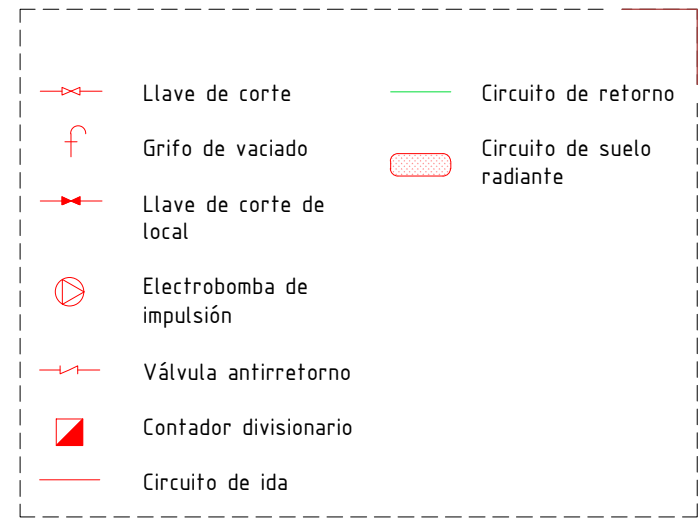 Llave de corte
Grifo de vaciado
Llave de corte de
local
Electrobomba de
impulsión
Válvula antirretorno
Contador divisionario
Circuito de ida
Circuito de retorno
Circuito de suelo
radiante